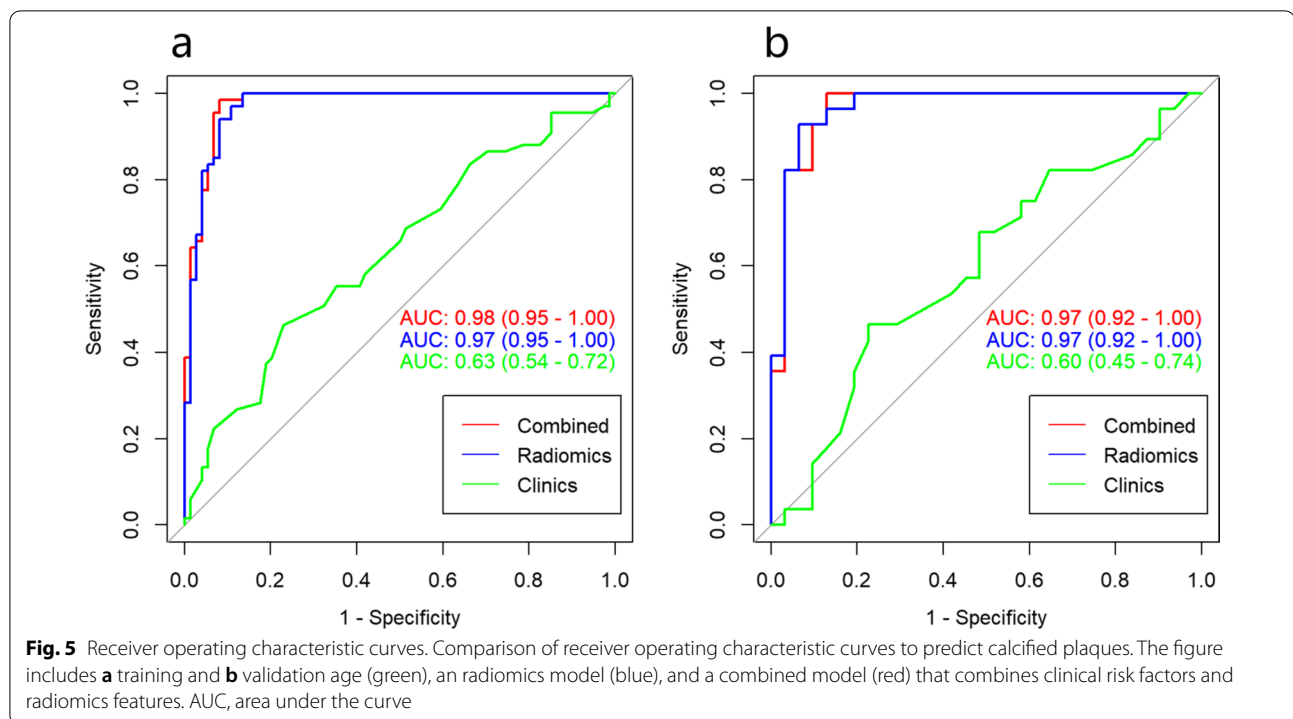 a
b
1.0
0.8
0.6
0.4
0.2
0.0
Sensitivity
AUC: 0.98 (0.95 - 1.00)
AUC: 0.97 (0.95 - 1.00)
AUC: 0.63 (0.54 - 0.72)
Combined
Radiomics
Clinics
0.0 0.2 0.4 0.6 0.8 1.0
1 - Specificity
1.0
0.8
0.6
0.4
0.2
0.0
Sensitivity
AUC: 0.97 (0.92 - 1.00)
AUC: 0.97 (0.92 - 1.00)
AUC: 0.60 (0.45 - 0.74)
Combined
Radiomics
Clinics
0.0 0.2 0.4 0.6 0.8 1.0
1 - Specificity
Fig. 5 Receiver operating characteristic curves. Comparison of receiver operating characteristic curves to predict calcified plaques. The figure
includes a training and b validation age (green), an radiomics model (blue), and a combined model (red) that combines clinical risk factors and
radiomics features. AUC, area under the curve